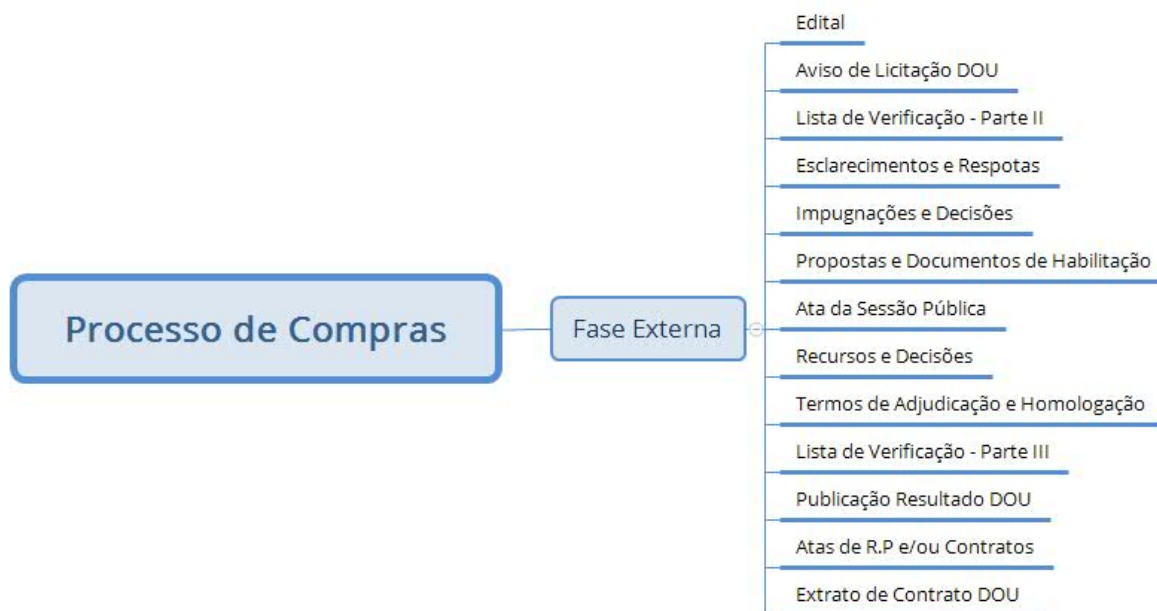 Processo de Compras
Fase Externa
Edital
Aviso de Licitação DOU
Lista de Verificação - Parte II
Esclarecimentos e Respotas
Impugnações e Decisões
Propostas e Documentos de Habilitação
Ata da Sessão Pública
Recursos e Decisões
Termos de Adjudicação e Homologação
Lista de Verificação - Parte III
Publicação Resultado DOU
Atas de R.P e/ou Contratos
Extrato de Contrato DOU